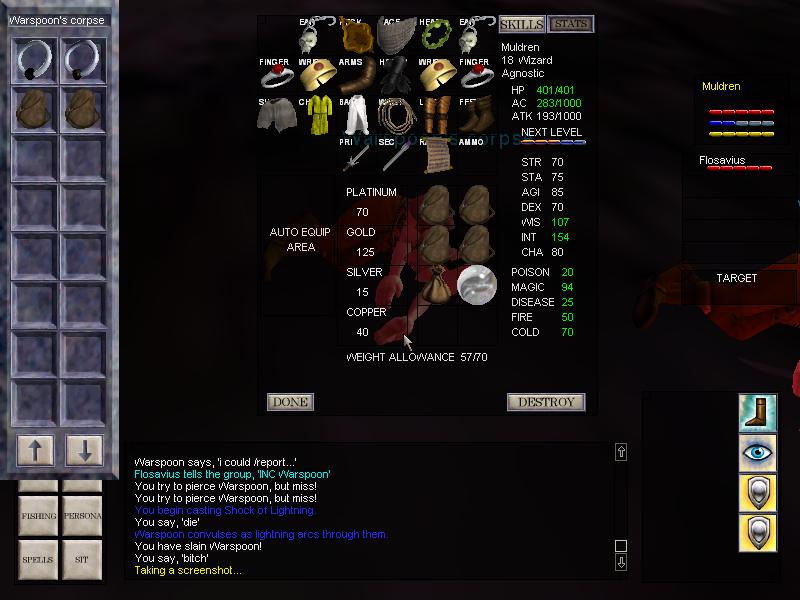 Warspoon's corpse
SKILLS STATS
Muldren
18 Wizard
Agnostic
HP 401/401
AC 283/1000
ATK 193/1000
NEXT LEVEL
FINGER ARMS FINGER
PRI SEC AMMO
STR 70
STA 75
AGI 85
DEX 70
WIS 107
INT 154
CHA 80
POISON 20
MAGIC 94
DISEASE 25
FIRE 50
COLD 70
PLATINUM
70
GOLD
125
SILVER
15
COPPER
40
AUTO EQUIP
AREA
WEIGHT ALLOWANCE 57/70
DONE
DESTROY
Muldren
Flosavius
TARGET
Warspoon says, 'i could /report...'
Flosavius tells the group, 'INC Warspoon'
You try to pierce Warspoon, but miss!
You try to pierce Warspoon, but miss!
You begin casting Shock of Lightning.
You say, 'die'
Warspoon convulses as lightning arcs through them.
You have slain Warspoon!
You say, 'bitch'
Taking a screenshot...
FISHING PERSONA
SPELLS SIT